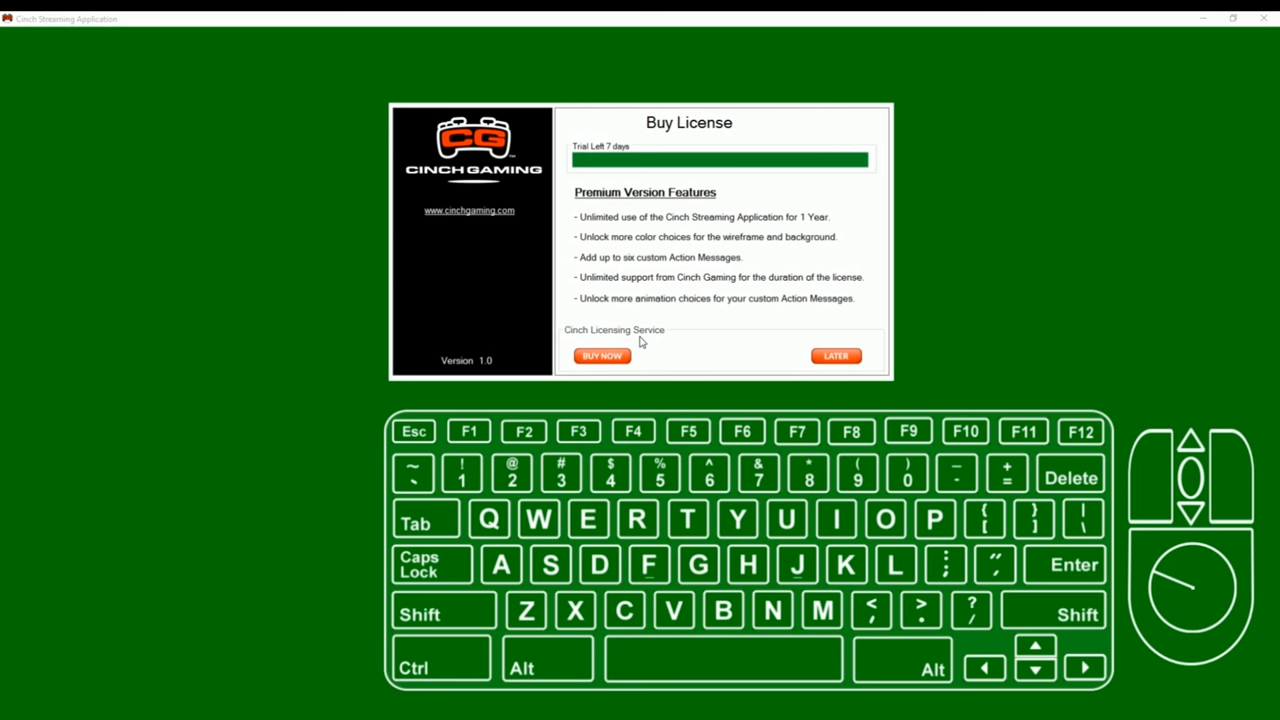 Cinch Streaming Application
CG
CINCH GAMING
www.cinchgaming.com
Version 1.0
Buy License
Trial Left 7 days
Premium Version Features
- Unlimited use of the Cinch Streaming Application for 1 Year.
- Unlock more color choices for the wireframe and background.
- Add up to six custom Action Messages.
- Unlimited support from Cinch Gaming for the duration of the license.
- Unlock more animation choices for your custom Action Messages.
Cinch Licensing Service
BUY NOW LATER
Esc F1 F2 F3 F4 F5 F6 F7 F8 F9 F10 F11 F12
~ ! @ # $ % ^ & * ( ) _ +
` 1 2 3 4 5 6 7 8 9 0 - = Delete
Tab Q W E R T Y U I O P { [ } ] | \
Caps Lock A S D F G H J K L ; : " , Enter
Shift Z X C V B N M < , > . ? / Shift
Ctrl Alt Alt